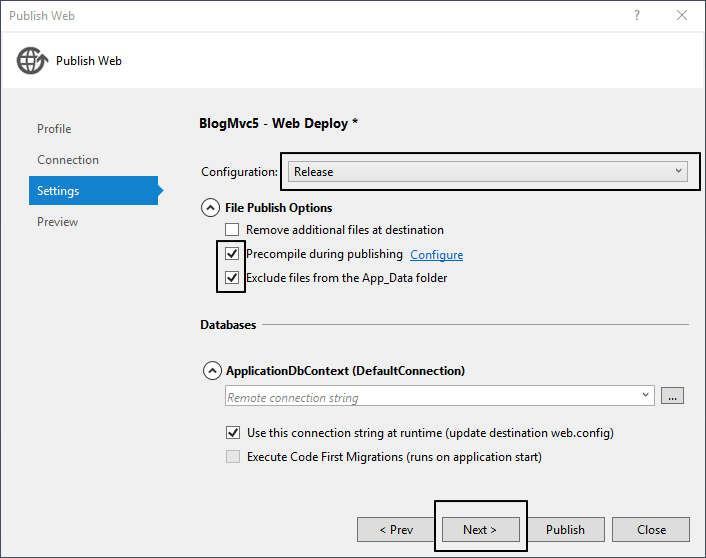 Publish Web
?
Publish Web
Profile
Connection
Settings
Preview
BlogMvc5 - Web Deploy *
Configuration: Release
File Publish Options
Remove additional files at destination
Precompile during publishing Configure
Exclude files from the App_Data folder
Databases
ApplicationDbContext (DefaultConnection)
Remote connection string ...
Use this connection string at runtime (update destination web.config)
Execute Code First Migrations (runs on application start)
< Prev Next > Publish Close